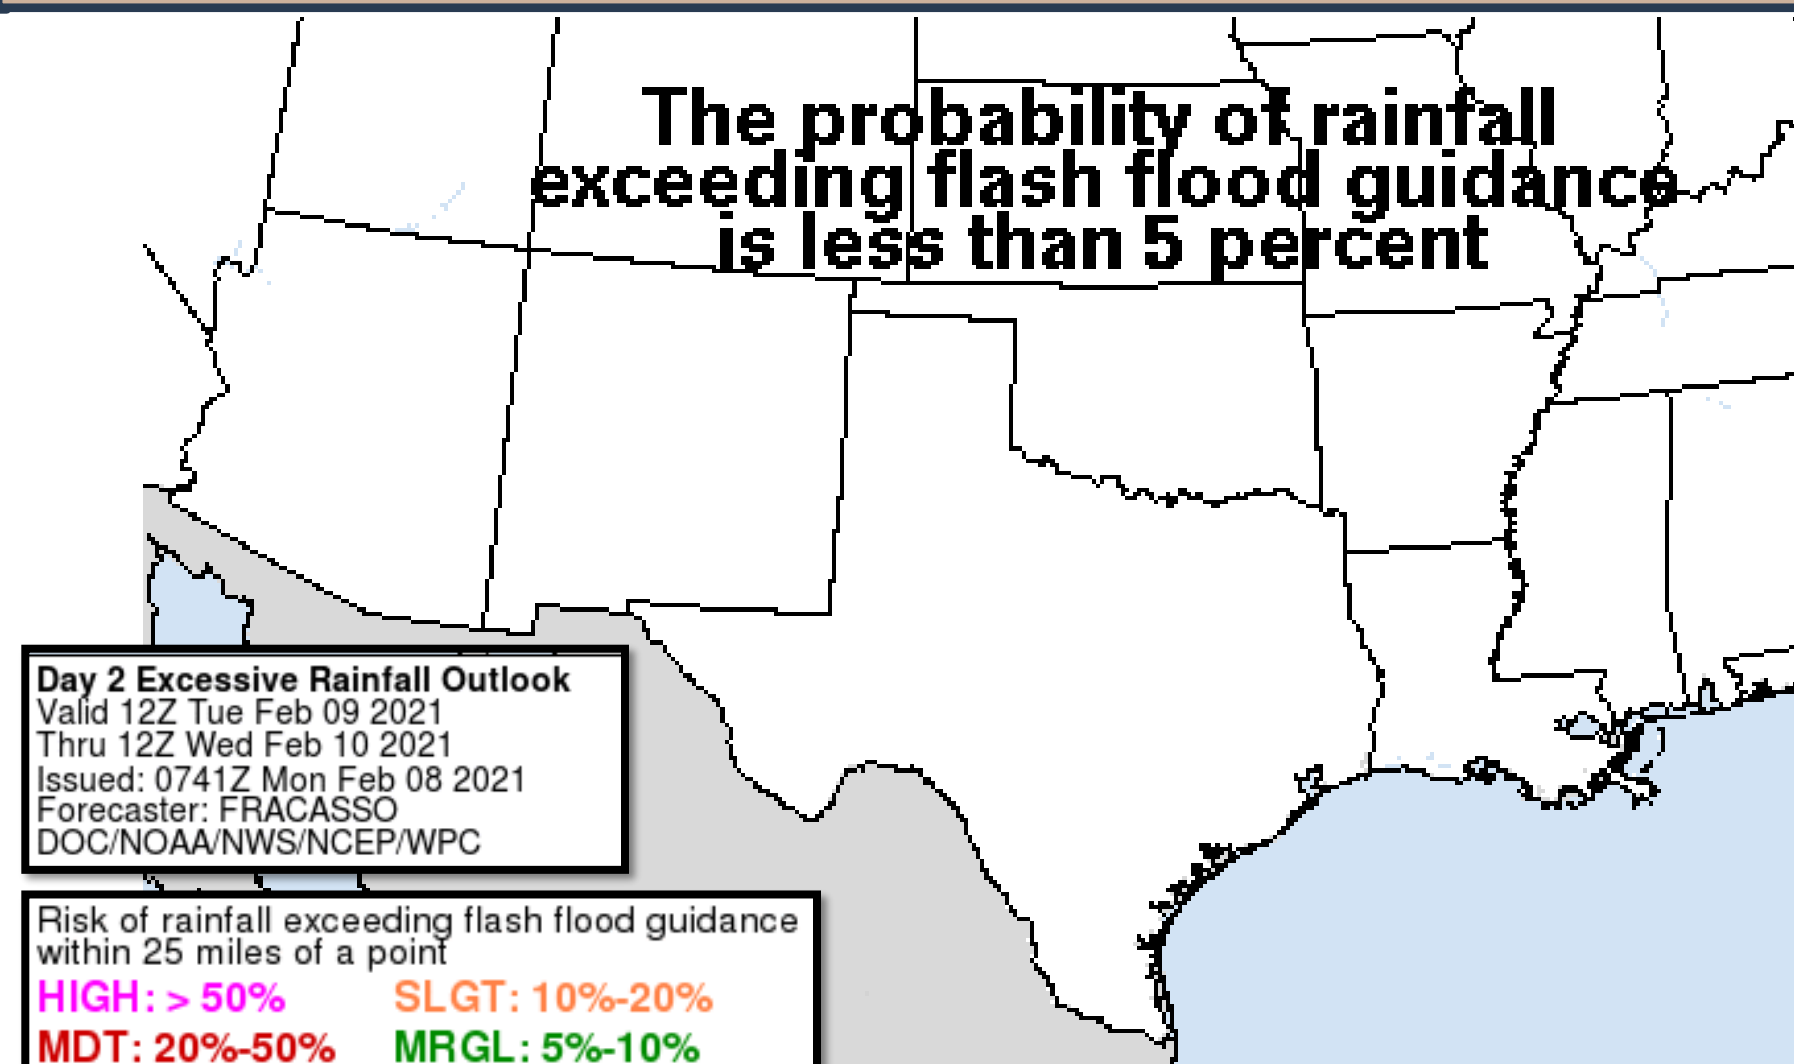 The probability of rainfall
exceeding flash flood guidance
is less than 5 percent
Day 2 Excessive Rainfall Outlook
Valid 12Z Tue Feb 09 2021
Thru 12Z Wed Feb 10 2021
Issued: 0741Z Mon Feb 08 2021
Forecaster: FRACASSO
DOC/NOAA/NWS/NCEP/WPC
Risk of rainfall exceeding flash flood guidance
within 25 miles of a point
HIGH: > 50% SLGT: 10%-20%
MDT: 20%-50% MRGL: 5%-10%